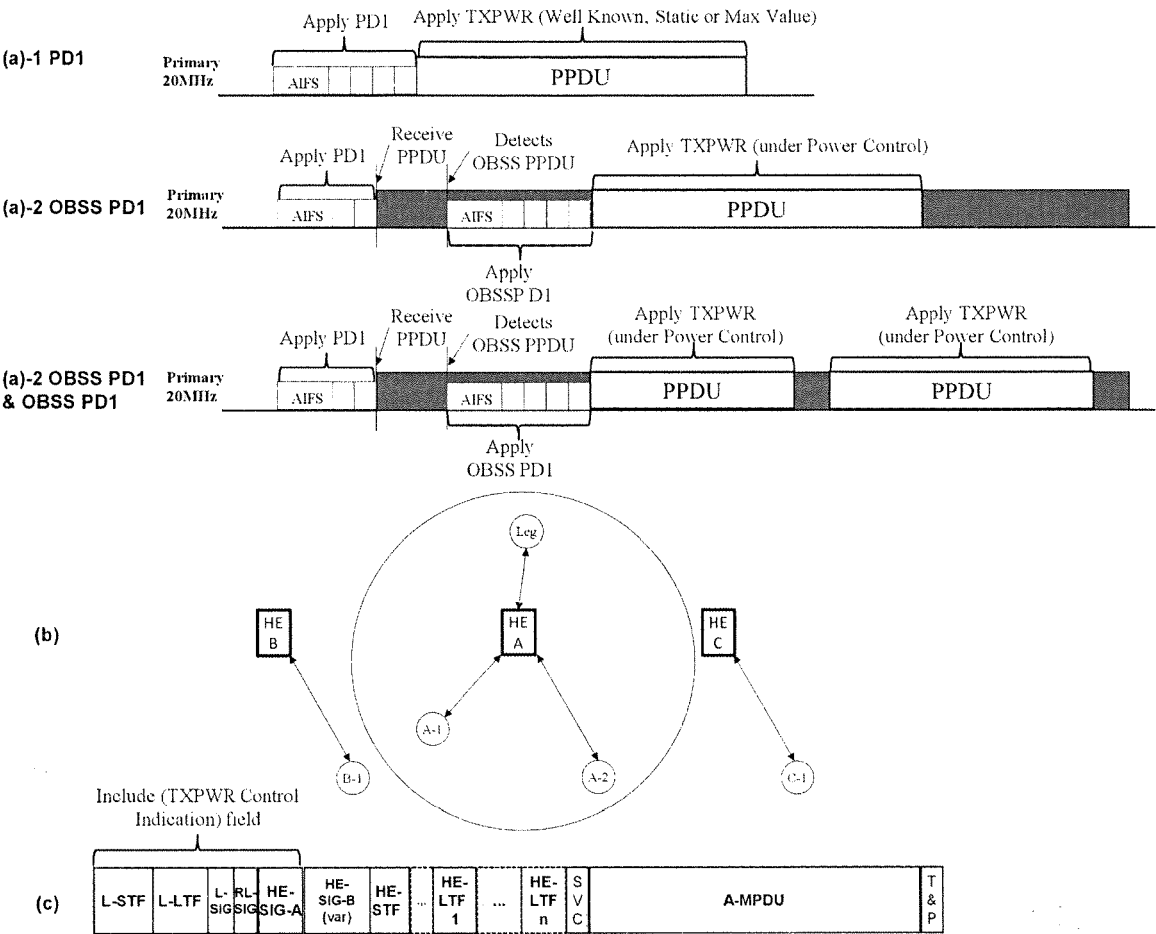 Apply PD1
Apply TXPWR (Well Known, Static or Max Value)
(a)-1 PD1
Primary
20MHz
AIFS
PPDU
Receive
PPDU
Detects
OBSS PPDU
Apply PD1
Apply TXPWR (under Power Control)
(a)-2 OBSS PD1
Primary
20MHz
AIFS
AIFS
PPDU
Apply
OBSSP D1
Receive
PPDU
Detects
OBSS PPDU
Apply PD1
Apply TXPWR
(under Power Control)
Apply TXPWR
(under Power Control)
(a)-2 OBSS PD1
& OBSS PD1
Primary
20MHz
AIFS
AIFS
PPDU
PPDU
Apply
OBSS PD1
Leg
(b)
HE
B
HE
A
HE
C
A-1
B-1
A-2
C-1
Include (TXPWR Control
Indication) field
(c)
L-STF
L-LTF
L-
SIG
RL-
SIG
HE-
SIG-A
HE-
SIG-B
(var)
HE-
STF
...
HE-
LTF
1
...
HE-
LTF
n
S
V
C
A-MPDU
T
&
P